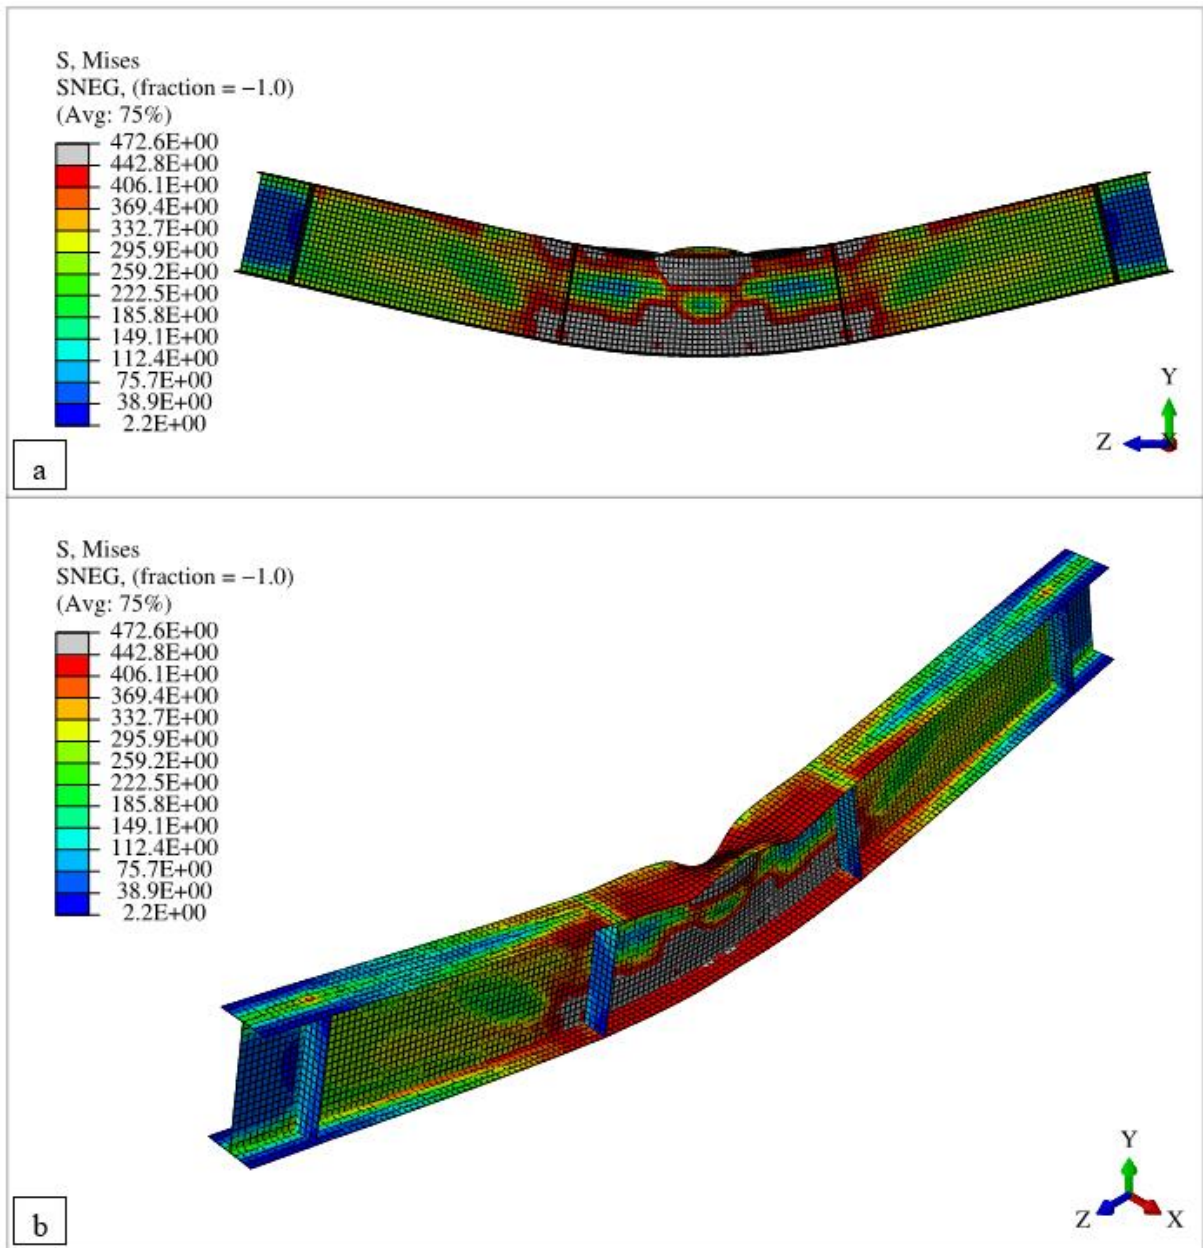 S, Mises
SNEG, (fraction = −1.0)
(Avg: 75%)
472.6E+00
442.8E+00
406.1E+00
369.4E+00
332.7E+00
295.9E+00
259.2E+00
222.5E+00
185.8E+00
149.1E+00
112.4E+00
75.7E+00
38.9E+00
2.2E+00
Y
Z
X
a
S, Mises
SNEG, (fraction = −1.0)
(Avg: 75%)
472.6E+00
442.8E+00
406.1E+00
369.4E+00
332.7E+00
295.9E+00
259.2E+00
222.5E+00
185.8E+00
149.1E+00
112.4E+00
75.7E+00
38.9E+00
2.2E+00
Y
Z
X
b